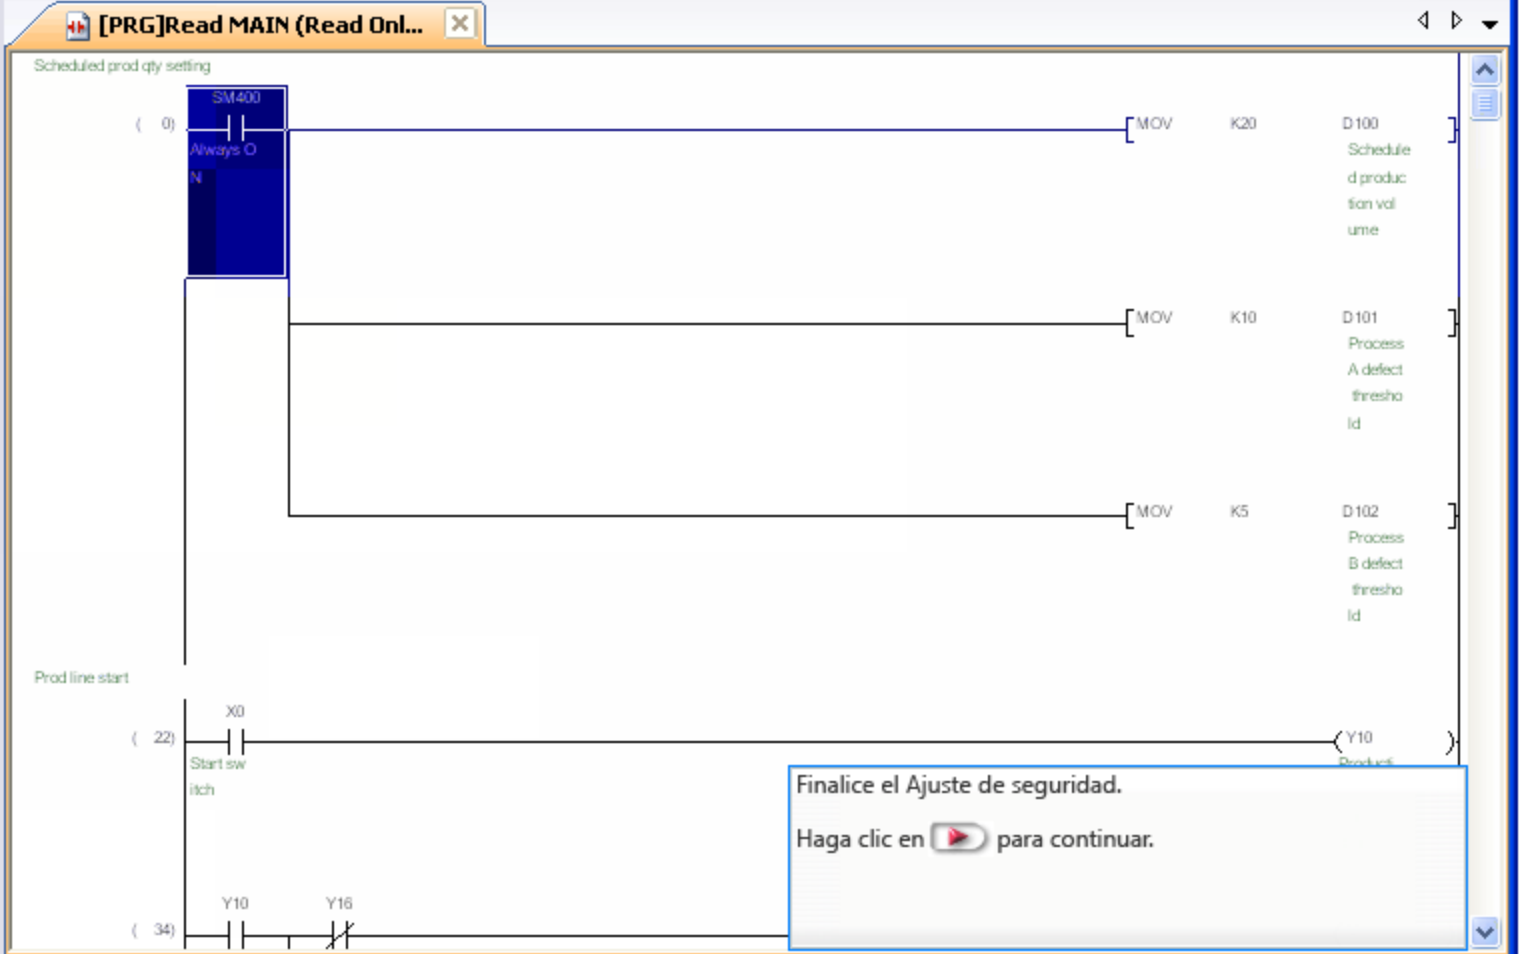 [PRG]Read MAIN (Read Onl...
Scheduled prod qty setting
SM400
( 0)
MOV K20 D100
Always O
N
Schedule
d produc
tion vol
ume
MOV K10 D101
Process
A defect
thresho
ld
MOV K5 D102
Process
B defect
thresho
ld
Prod line start
X0
( 22)
Y10
Start sw
itch
Producti
Finalice el Ajuste de seguridad.
Haga clic en para continuar.
Y10 Y16
( 34)